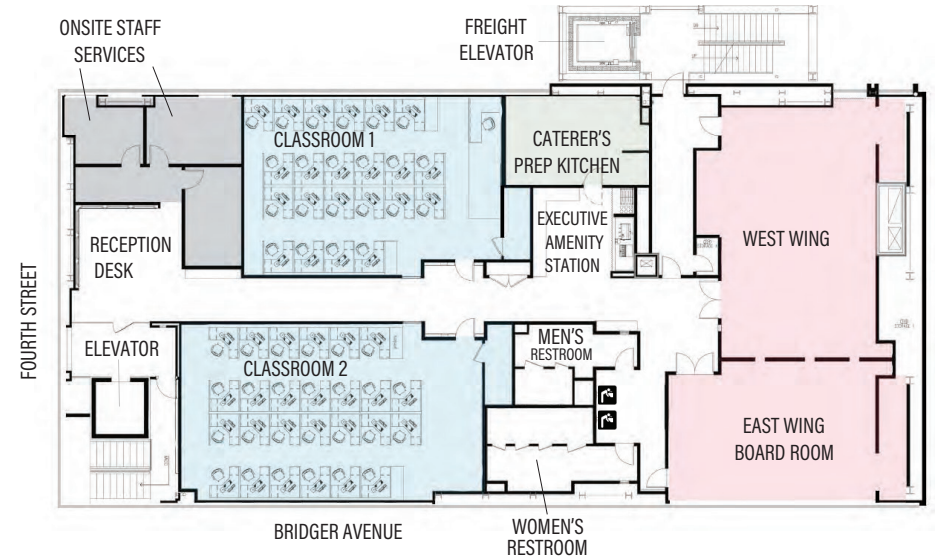 ONSITE STAFF
SERVICES
FREIGHT
ELEVATOR
CLASSROOM 1
CATERER'S
PREP KITCHEN
EXECUTIVE
AMENITY
STATION
WEST WING
RECEPTION
DESK
FOURTH STREET
ELEVATOR
CLASSROOM 2
MEN'S
RESTROOM
EAST WING
BOARD ROOM
BRIDGER AVENUE
WOMEN'S
RESTROOM